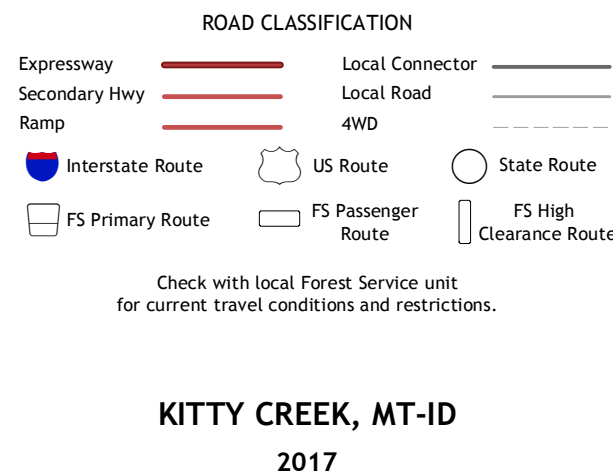 ROAD CLASSIFICATION
Expressway
Local Connector
Secondary Hwy
Local Road
Ramp
4WD
Interstate Route
US Route
State Route
FS Primary Route
FS Passenger
Route
FS High
Clearance Route
Check with local Forest Service unit
for current travel conditions and restrictions.
KITTY CREEK, MT-ID
2017